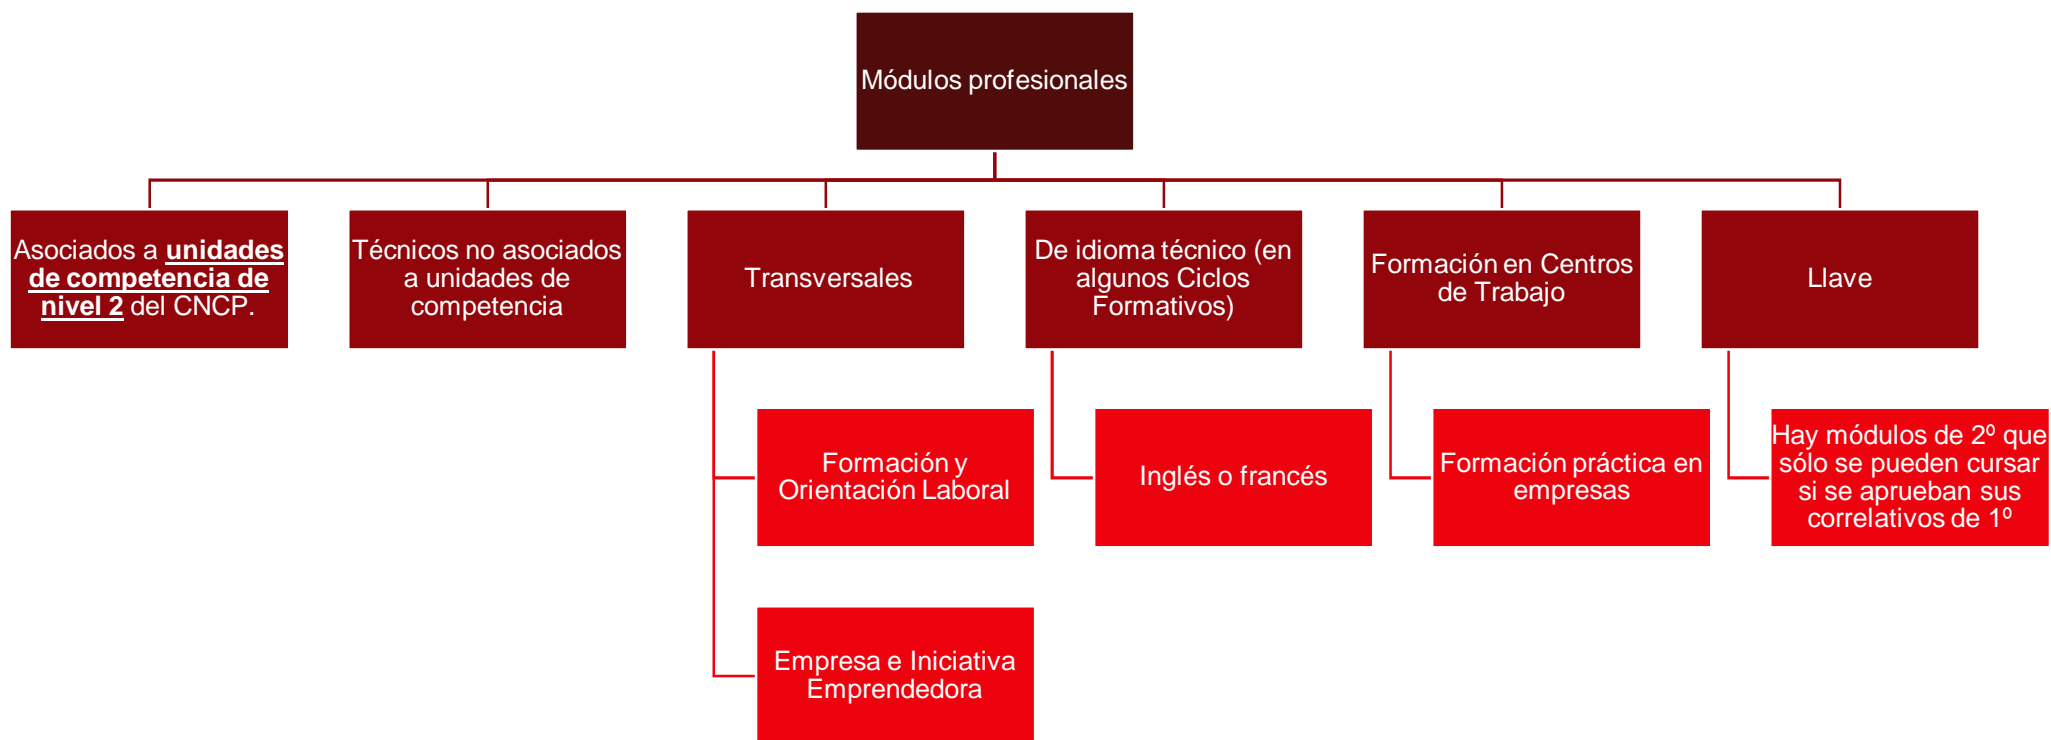 Módulos profesionales
Asociados a unidades
de competencia de
nivel 2 del CNCP.
Técnicos no asociados
a unidades de
competencia
Transversales
De idioma técnico (en
algunos Ciclos
Formativos)
Formación en Centros
de Trabajo
Llave
Formación y
Orientación Laboral
Inglés o francés
Formación práctica en
empresas
Hay módulos de 2º que
sólo se pueden cursar
si se aprueban sus
correlativos de 1º
Empresa e Iniciativa
Emprendedora